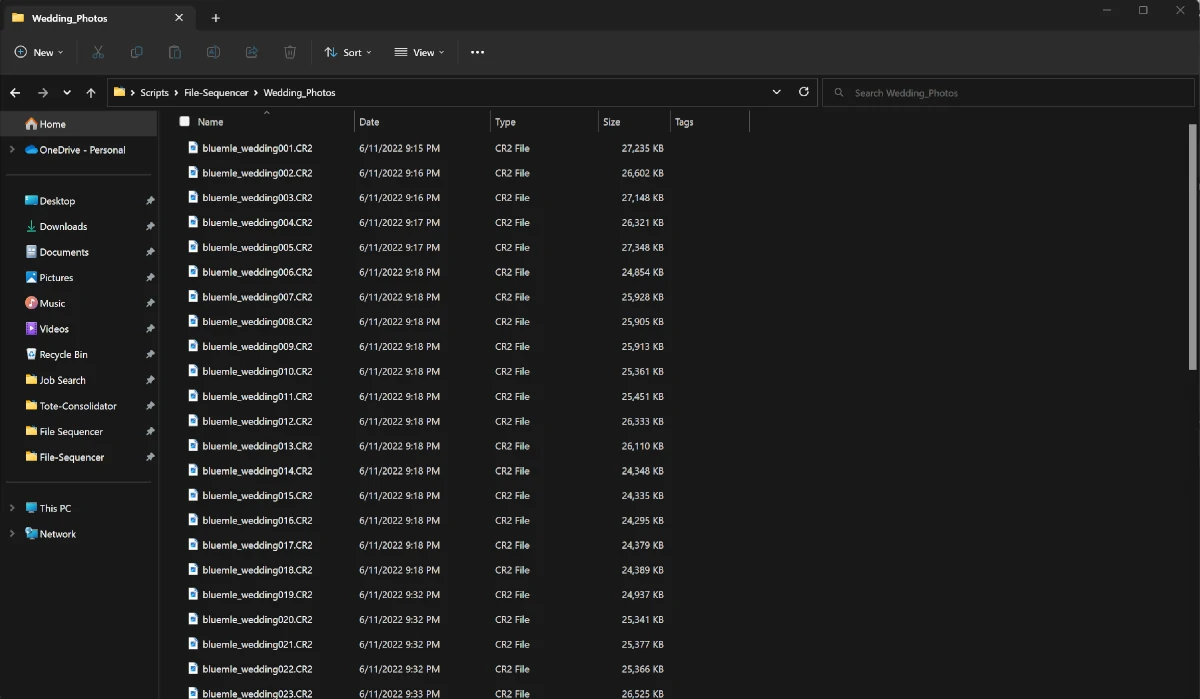 Wedding_Photos
New Sort View
Scripts File-Sequencer Wedding_Photos Search Wedding_Photos
Home
OneDrive - Personal
Desktop
Downloads
Documents
Pictures
Music
Videos
Recycle Bin
Job Search
Tote-Consolidator
File Sequencer
File-Sequencer
This PC
Network
Name Date Type Size Tags
bluemle_wedding001.CR2 6/11/2022 9:15 PM CR2 File 27,235 KB
bluemle_wedding002.CR2 6/11/2022 9:16 PM CR2 File 26,602 KB
bluemle_wedding003.CR2 6/11/2022 9:16 PM CR2 File 27,148 KB
bluemle_wedding004.CR2 6/11/2022 9:17 PM CR2 File 26,321 KB
bluemle_wedding005.CR2 6/11/2022 9:17 PM CR2 File 27,348 KB
bluemle_wedding006.CR2 6/11/2022 9:18 PM CR2 File 24,854 KB
bluemle_wedding007.CR2 6/11/2022 9:18 PM CR2 File 25,928 KB
bluemle_wedding008.CR2 6/11/2022 9:18 PM CR2 File 25,905 KB
bluemle_wedding009.CR2 6/11/2022 9:18 PM CR2 File 25,913 KB
bluemle_wedding010.CR2 6/11/2022 9:18 PM CR2 File 25,361 KB
bluemle_wedding011.CR2 6/11/2022 9:18 PM CR2 File 25,451 KB
bluemle_wedding012.CR2 6/11/2022 9:18 PM CR2 File 26,333 KB
bluemle_wedding013.CR2 6/11/2022 9:18 PM CR2 File 26,110 KB
bluemle_wedding014.CR2 6/11/2022 9:18 PM CR2 File 24,348 KB
bluemle_wedding015.CR2 6/11/2022 9:18 PM CR2 File 24,335 KB
bluemle_wedding016.CR2 6/11/2022 9:18 PM CR2 File 24,295 KB
bluemle_wedding017.CR2 6/11/2022 9:18 PM CR2 File 24,379 KB
bluemle_wedding018.CR2 6/11/2022 9:18 PM CR2 File 24,389 KB
bluemle_wedding019.CR2 6/11/2022 9:32 PM CR2 File 24,937 KB
bluemle_wedding020.CR2 6/11/2022 9:32 PM CR2 File 25,341 KB
bluemle_wedding021.CR2 6/11/2022 9:32 PM CR2 File 25,377 KB
bluemle_wedding022.CR2 6/11/2022 9:32 PM CR2 File 25,366 KB
bluemle_wedding023.CR2 6/11/2022 9:33 PM CR2 File 26,525 KB